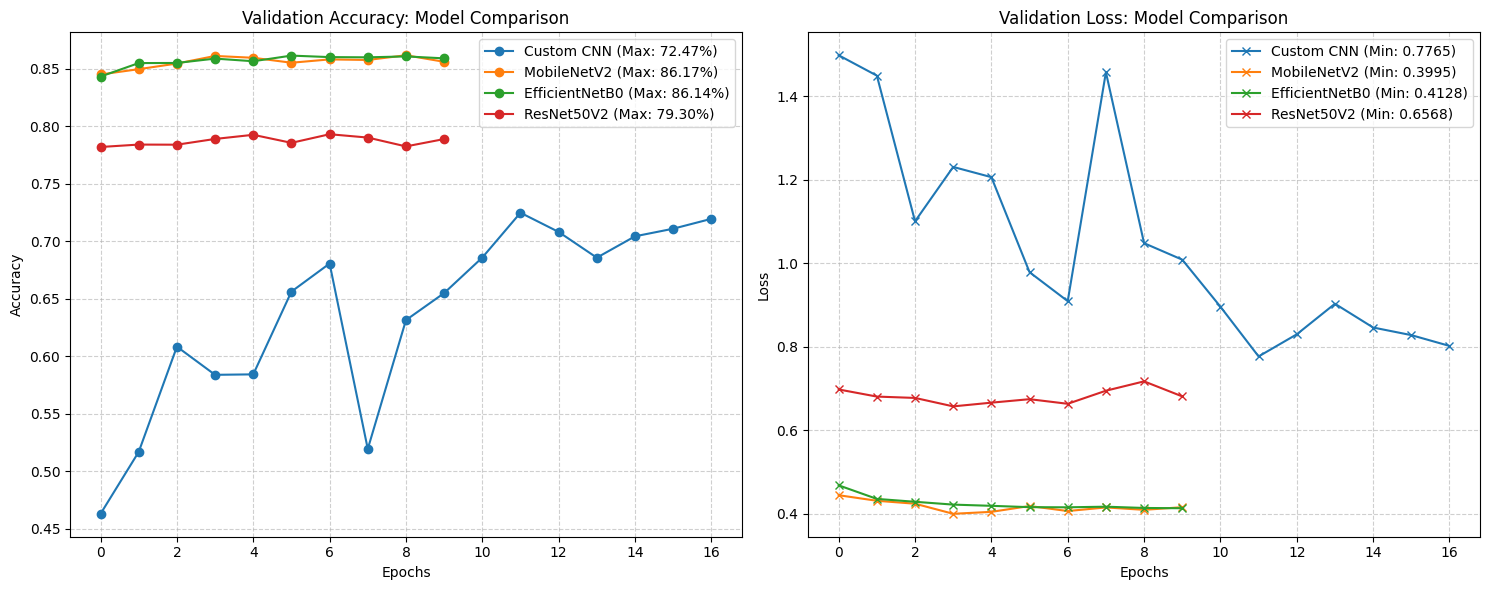 Validation Accuracy: Model Comparison
Custom CNN (Max: 72.47%)
MobileNetV2 (Max: 86.17%)
EfficientNetB0 (Max: 86.14%)
ResNet50V2 (Max: 79.30%)
0.85
0.80
0.75
0.70
0.65
0.60
0.55
0.50
0.45
Accuracy
0 2 4 6 8 10 12 14 16
Epochs
Validation Loss: Model Comparison
Custom CNN (Min: 0.7765)
MobileNetV2 (Min: 0.3995)
EfficientNetB0 (Min: 0.4128)
ResNet50V2 (Min: 0.6568)
1.4
1.2
1.0
0.8
0.6
0.4
Loss
0 2 4 6 8 10 12 14 16
Epochs